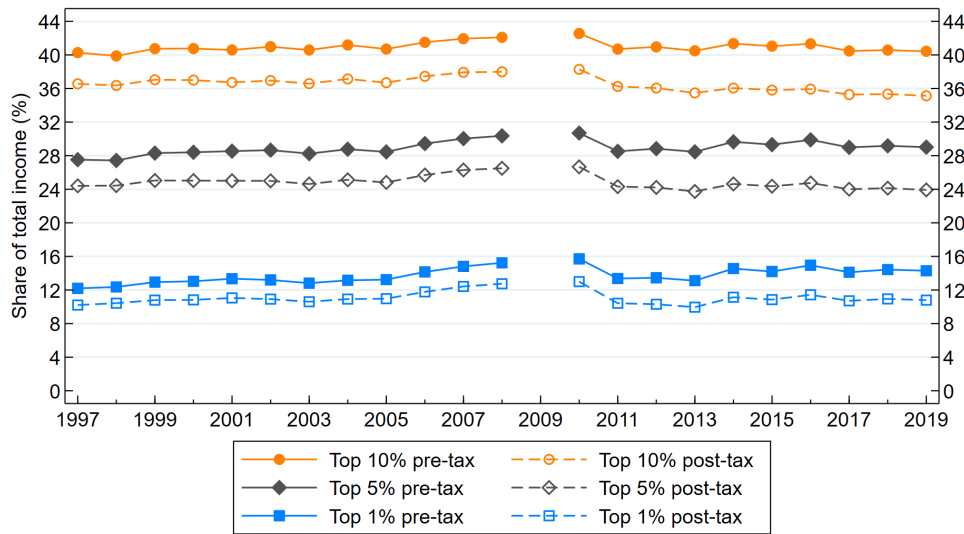 Share of total income (%)
44 44
40 40
36 36
32 32
28 28
24 24
20 20
16 16
12 12
8 8
4 4
0 0
1997 1999 2001 2003 2005 2007 2009 2011 2013 2015 2017 2019
Top 10% pre-tax Top 10% post-tax
Top 5% pre-tax Top 5% post-tax
Top 1% pre-tax Top 1% post-tax